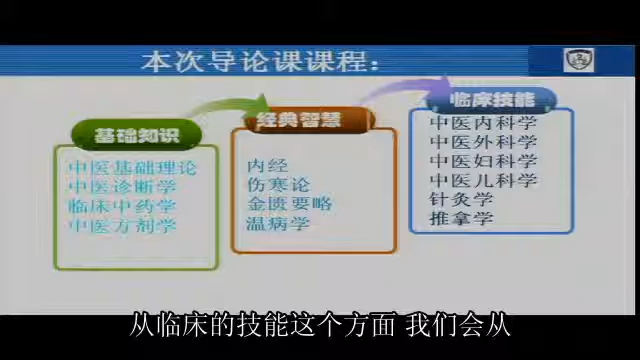 本次导论课课程：
基础知识
中医基础理论
中医诊断学
临床中药学
中医方剂学
经典智慧
内经
伤寒论
金匮要略
温病学
临床技能
中医内科学
中医外科学
中医妇科学
中医儿科学
针灸学
推拿学
从临床的技能这个方面 我们会从